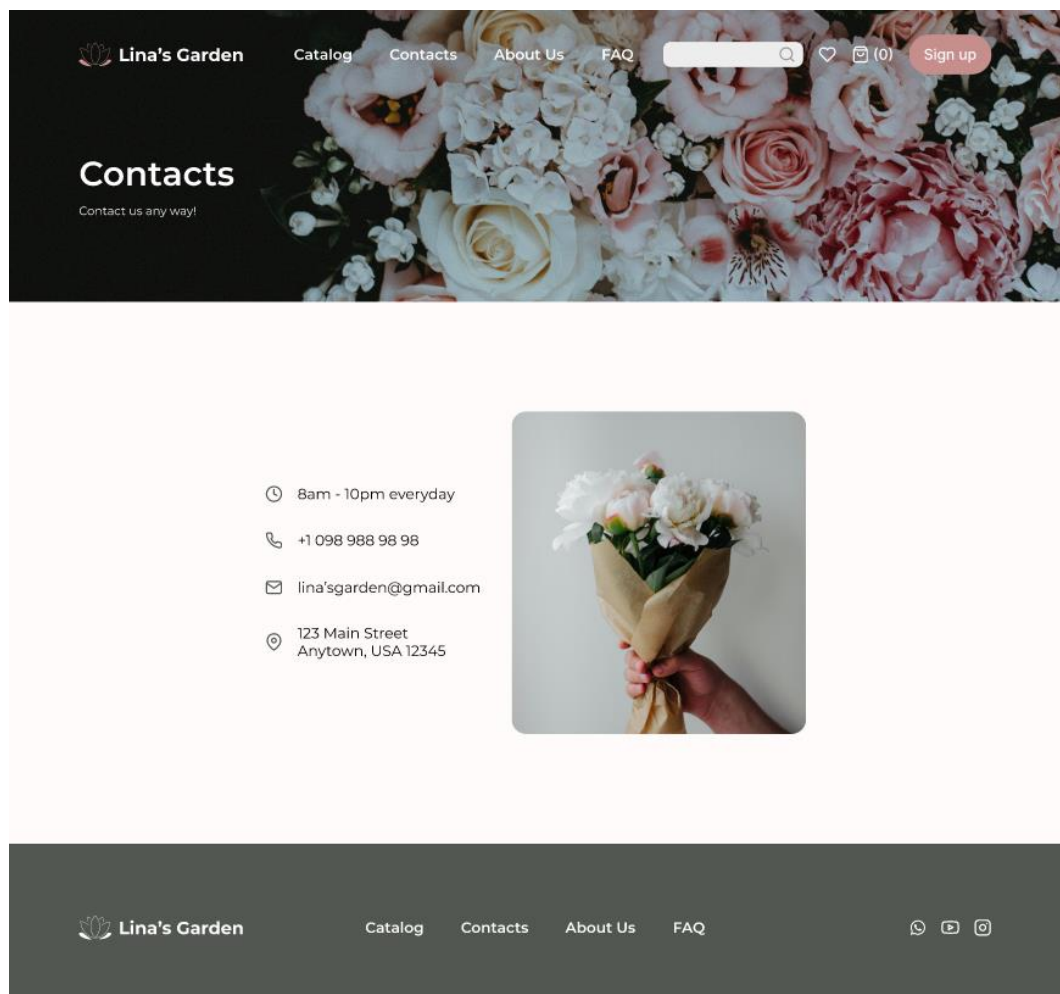 Lina's Garden
Catalog
Contacts
About Us
FAQ
(0)
Sign up
Contacts
Contact us any way!
8am - 10pm everyday
+1 098 988 98 98
lina'sgarden@gmail.com
123 Main Street
Anytown, USA 12345
Lina's Garden
Catalog
Contacts
About Us
FAQ